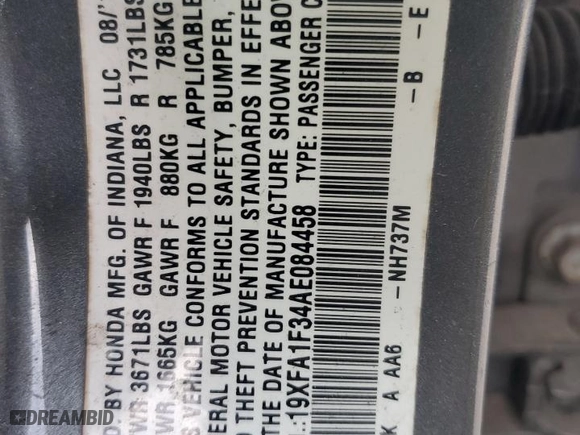 BY HONDA MFG. OF INDIANA, LLC 08/
3671LBS GAWR F 1940LBS R 1731LBS
1665KG GAWR F 880KG R 785KG
VEHICLE CONFORMS TO ALL APPLICABLE
MOTOR VEHICLE SAFETY, BUMPER,
THEFT PREVENTION STANDARDS IN EFFE
THE DATE OF MANUFACTURE SHOWN ABOV
19XFA1F34AE084458 TYPE: PASSENGER C
K A AA6 -NH737M -B -E
DREAMBID